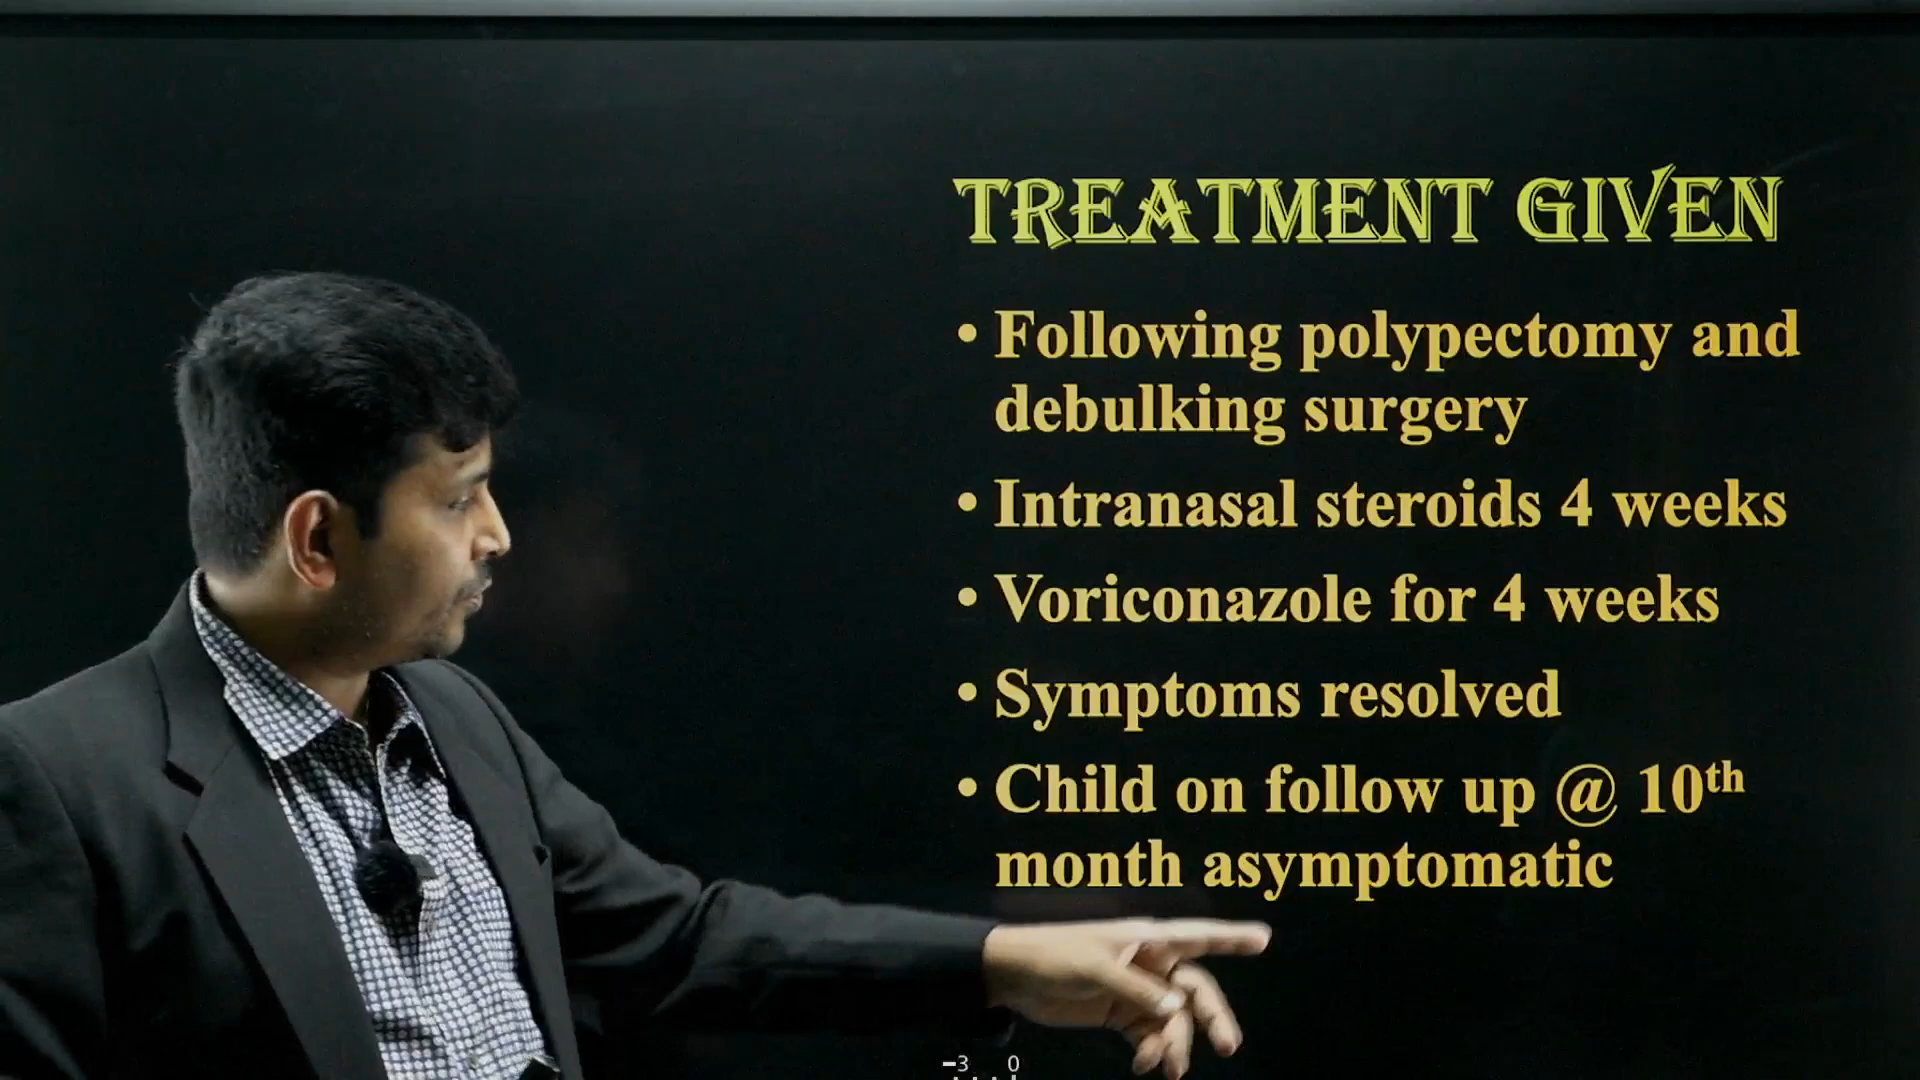 TREATMENT GIVEN
• Following polypectomy and
debulking surgery
• Intranasal steroids 4 weeks
• Voriconazole for 4 weeks
• Symptoms resolved
• Child on follow up @ 10th
month asymptomatic
-3 0